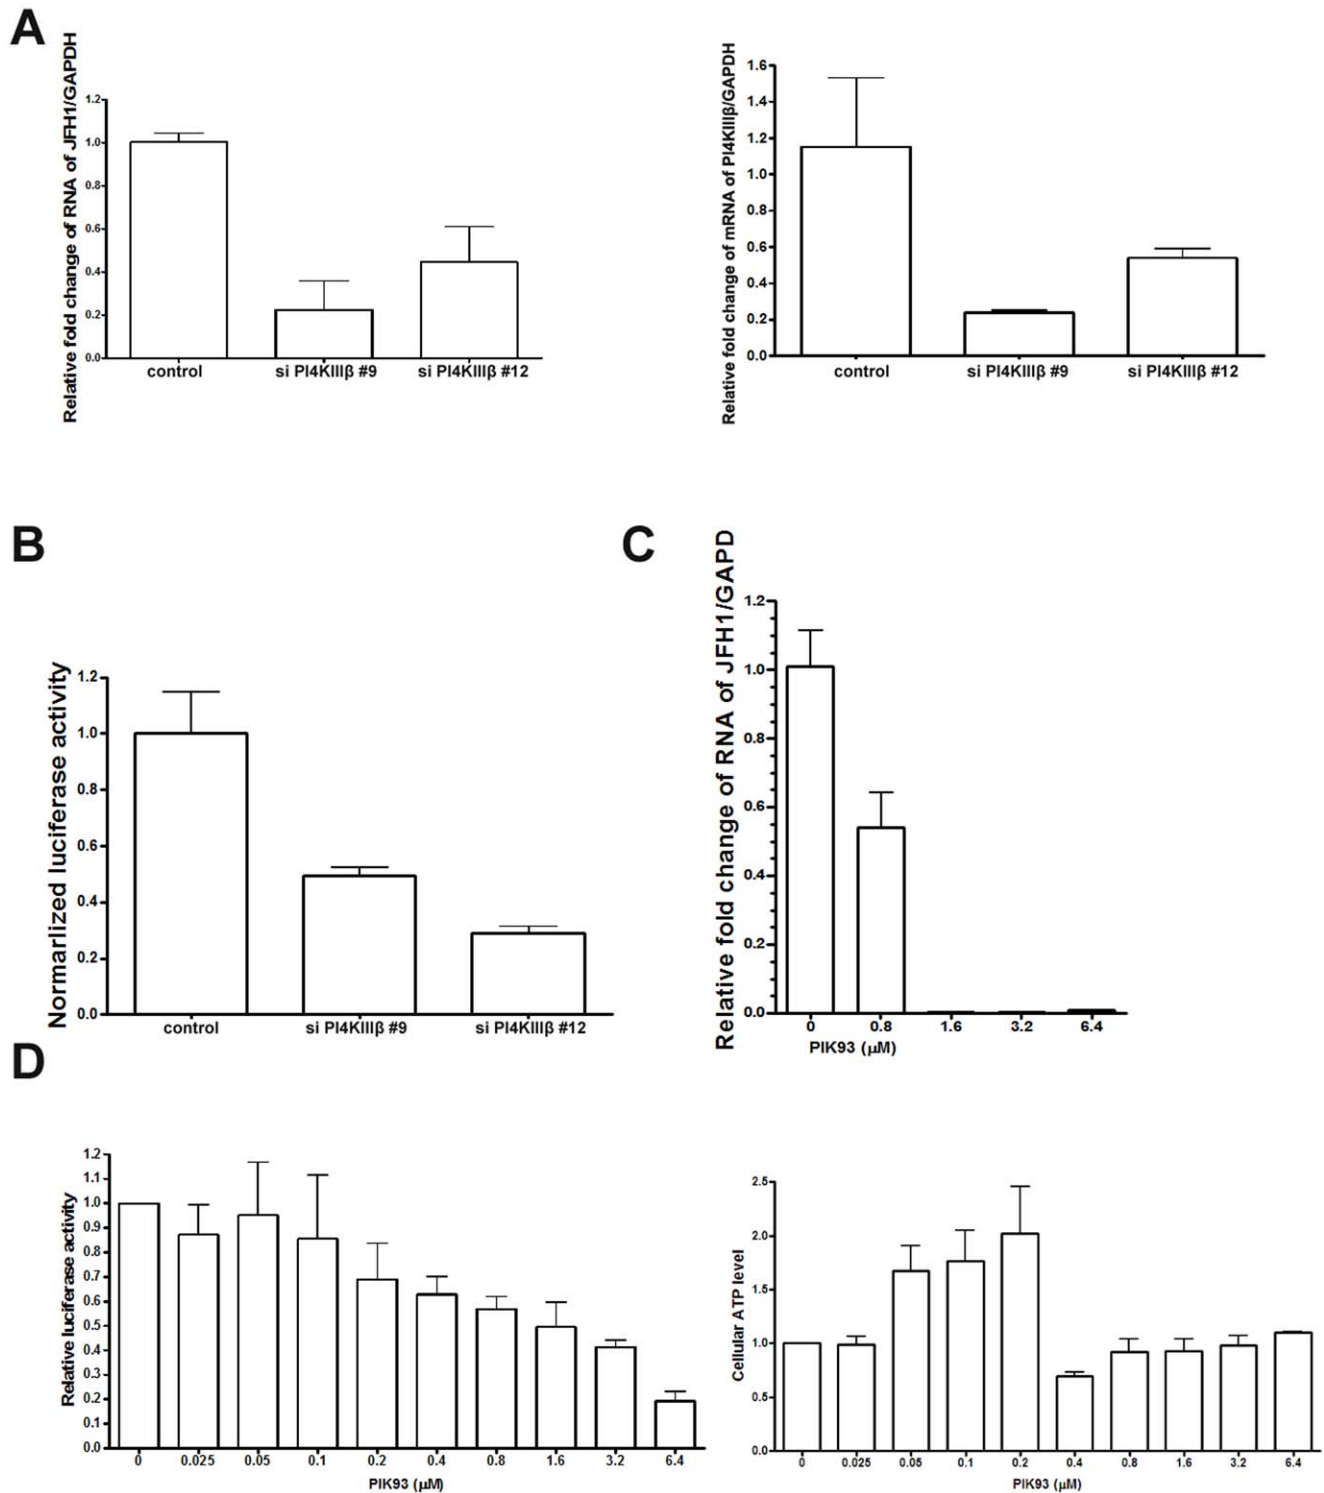 A
Relative fold change of RNA of JFH1/GAPDH
1.2
1.0
0.8
0.6
0.4
0.2
0.0
control si PI4KIIIβ #9 si PI4KIIIβ #12
Relative fold change of mRNA of PI4KIIIβ/GAPDH
1.6
1.4
1.2
1.0
0.8
0.6
0.4
0.2
0.0
control si PI4KIIIβ #9 si PI4KIIIβ #12
B
Normarlized luciferase activity
1.2
1.0
0.8
0.6
0.4
0.2
0.0
control si PI4KIIIβ #9 si PI4KIIIβ #12
C
Relative fold change of RNA of JFH1/GAPD
1.2
1.0
0.8
0.6
0.4
0.2
0.0
0 0.8 1.6 3.2 6.4
PIK93 (μM)
D
Relative luciferase activity
1.2
1.1
1.0
0.9
0.8
0.7
0.6
0.5
0.4
0.3
0.2
0.1
0.0
0 0.025 0.05 0.1 0.2 0.4 0.8 1.6 3.2 6.4
PIK93 (μM)
Cellular ATP level
2.5
2.0
1.5
1.0
0.5
0.0
0 0.025 0.05 0.1 0.2 0.4 0.8 1.6 3.2 6.4
PIK93 (μM)